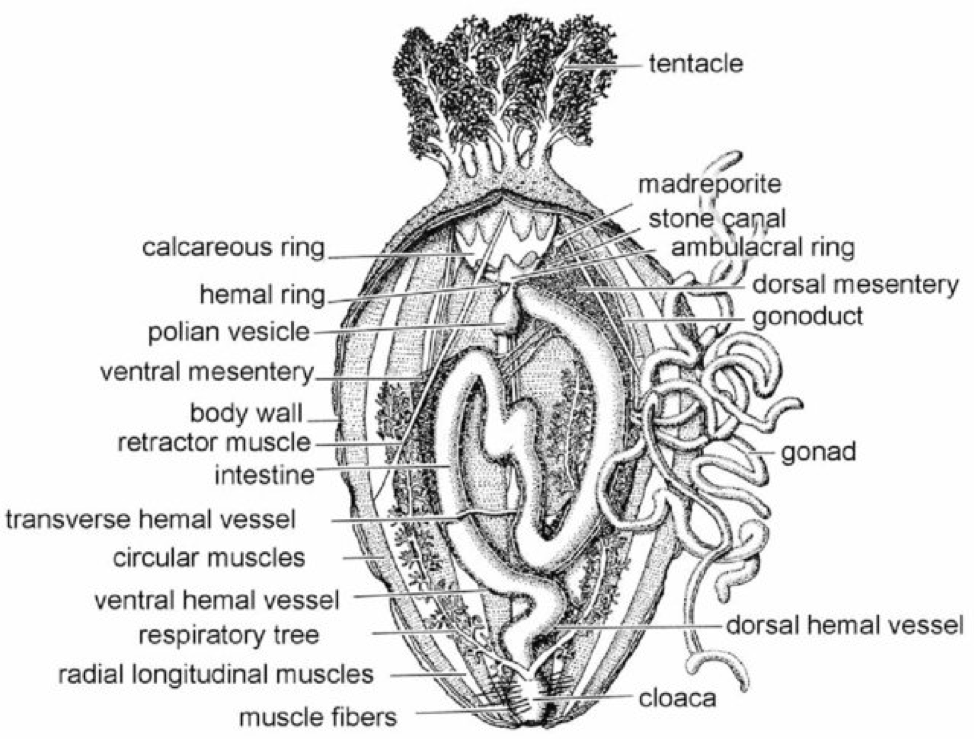 tentacle
madreporite
stone canal
calcareous ring
ambulacral ring
hemal ring
dorsal mesentery
polian vesicle
gonoduct
ventral mesentery
body wall
retractor muscle
gonad
intestine
transverse hemal vessel
circular muscles
ventral hemal vessel
dorsal hemal vessel
respiratory tree
radial longitudinal muscles
cloaca
muscle fibers